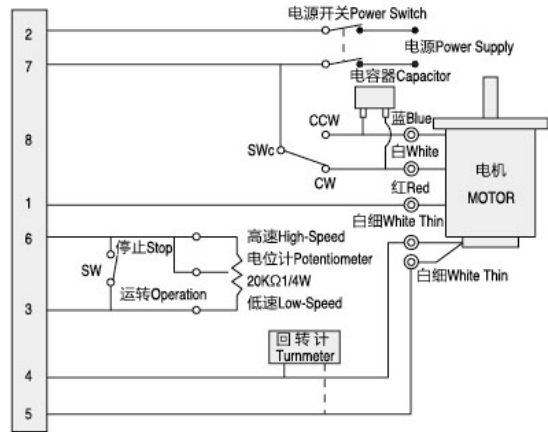 电源开关Power Switch
2
电源Power Supply
7
电容器Capacitor
CCW
蓝Blue
8
SWc
白White
CW
电机
MOTOR
红Red
1
白细White Thin
6
高速High-Speed
停止Stop
电位计Potentiometer
SW
20KΩ1/4W
白细White Thin
运转Operation
低速Low-Speed
3
回转计
Turnmeter
4
5